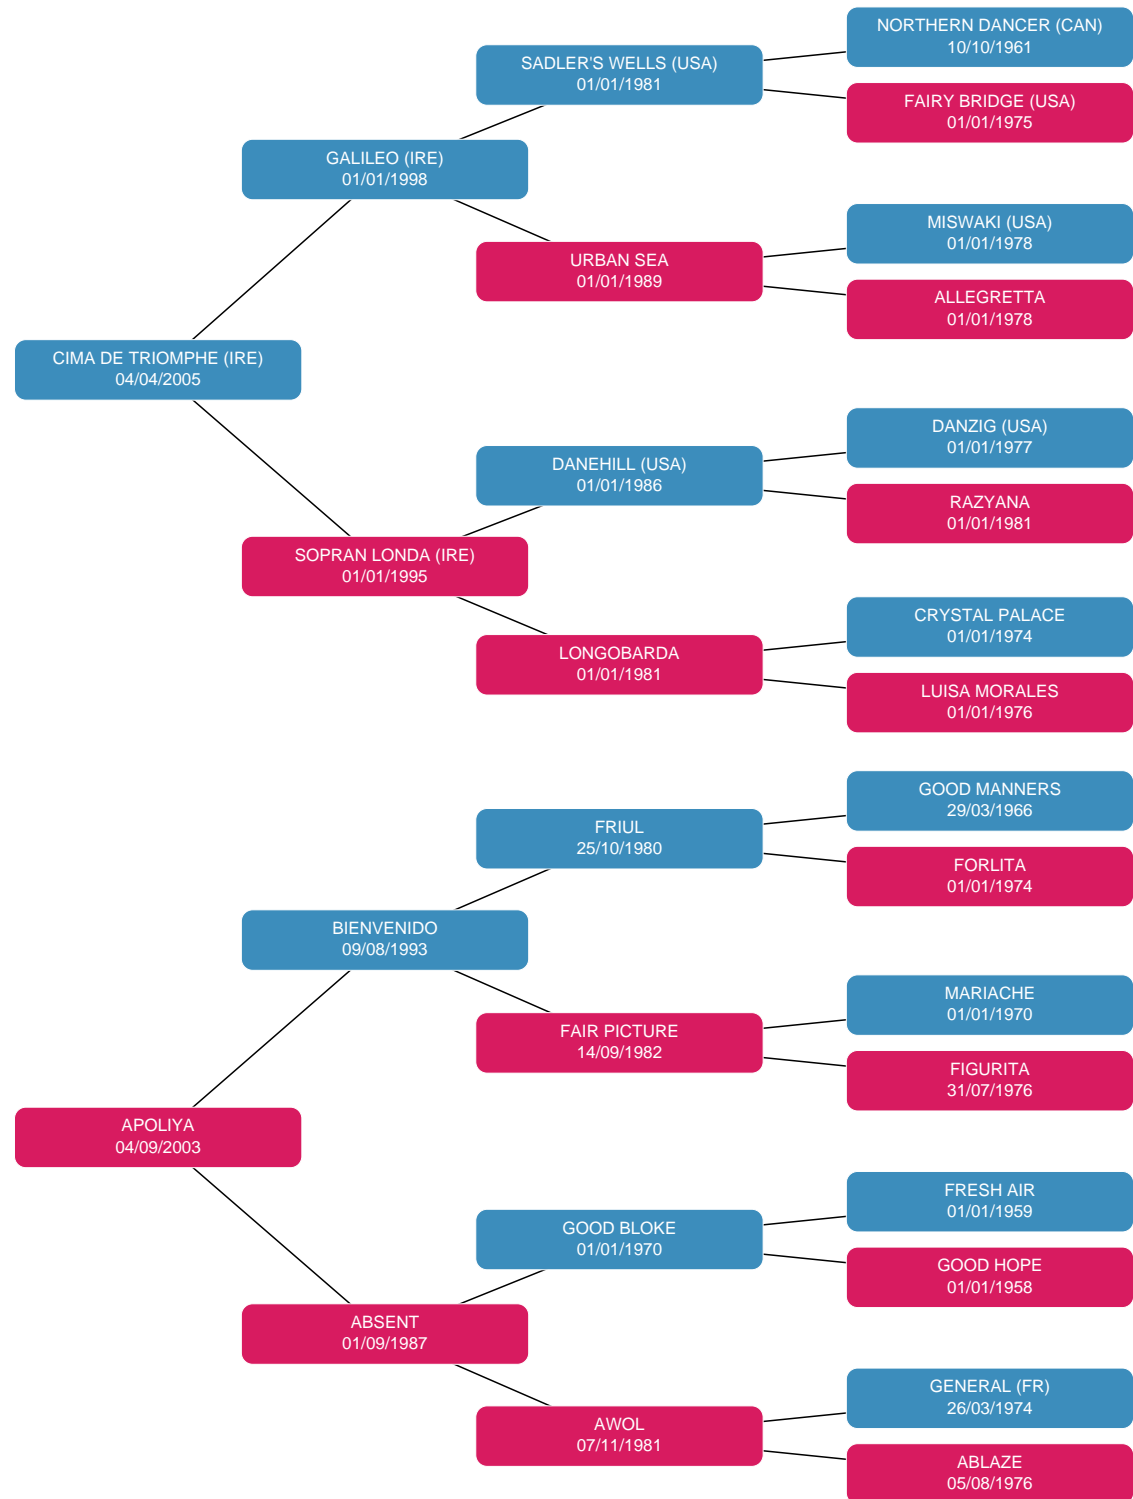 NORTHERN DANCER (CAN)
10/10/1961
SADLER'S WELLS (USA)
01/01/1981
FAIRY BRIDGE (USA)
01/01/1975
GALILEO (IRE)
01/01/1998
MISWAKI (USA)
01/01/1978
URBAN SEA
01/01/1989
ALLEGRETTA
01/01/1978
CIMA DE TRIOMPHE (IRE)
04/04/2005
DANZIG (USA)
01/01/1977
DANEHILL (USA)
01/01/1986
RAZYANA
01/01/1981
SOPRAN LONDA (IRE)
01/01/1995
CRYSTAL PALACE
01/01/1974
LONGOBARDA
01/01/1981
LUISA MORALES
01/01/1976
GOOD MANNERS
29/03/1966
FRIUL
25/10/1980
FORLITA
01/01/1974
BIENVENIDO
09/08/1993
MARIACHE
01/01/1970
FAIR PICTURE
14/09/1982
FIGURITA
31/07/1976
APOLIYA
04/09/2003
FRESH AIR
01/01/1959
GOOD BLOKE
01/01/1970
GOOD HOPE
01/01/1958
ABSENT
01/09/1987
GENERAL (FR)
26/03/1974
AWOL
07/11/1981
ABLAZE
05/08/1976